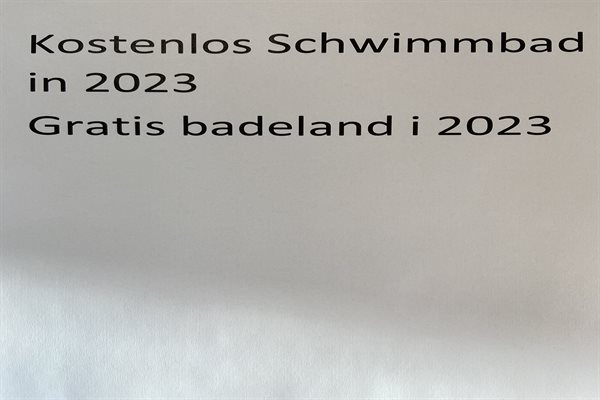 Kostenlos Schwimmbad
in 2023
Gratis badeland i 2023